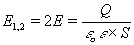 E₁,₂ = 2E = Q / (ε₀ ε × S)